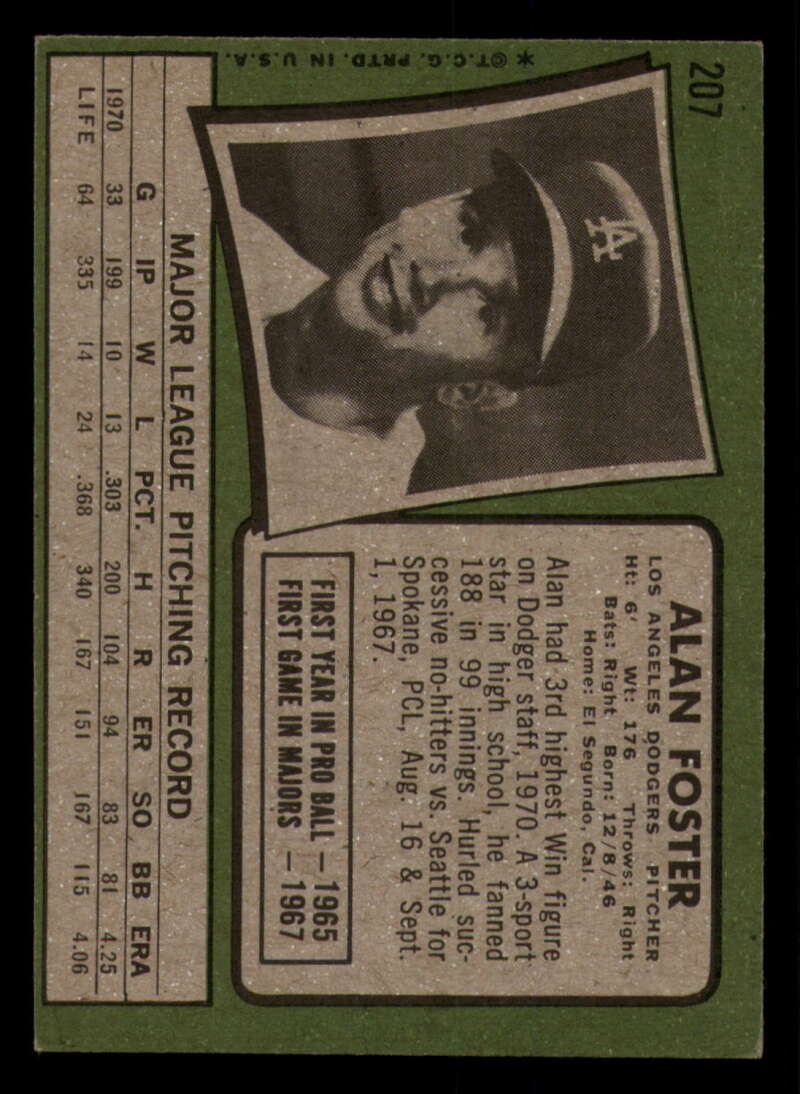 207
ALAN FOSTER
LOS ANGELES DODGERS PITCHER
Ht: 6' Wt: 176 Throws: Right
Bats: Right Born: 12/8/46
Home: El Segundo, Cal.
Alan had 3rd highest Win figure
on Dodger staff, 1970. A 3-sport
star in high school, he fanned
188 in 99 innings. Hurled suc-
cessive no-hitters vs. Seattle for
Spokane, PCL, Aug. 16 & Sept.
1, 1967.
FIRST YEAR IN PRO BALL — 1965
FIRST GAME IN MAJORS — 1967
LA
MAJOR LEAGUE PITCHING RECORD
G IP W L PCT. H R ER SO BB ERA
1970 33 199 10 13 .303 200 104 94 83 81 4.25
LIFE 64 335 14 24 .368 340 167 151 167 115 4.06
* ©T.C.G. PRTD. IN U.S.A.